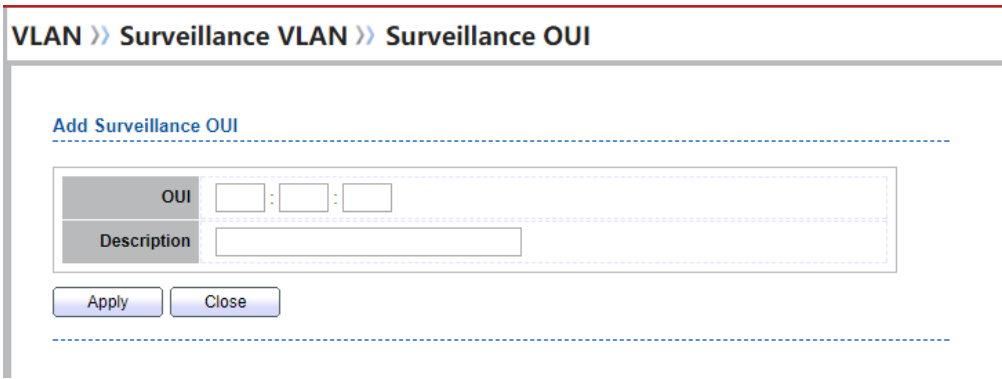 VLAN 》 Surveillance VLAN 》 Surveillance OUI
Add Surveillance OUI
OUI : :
Description
Apply Close